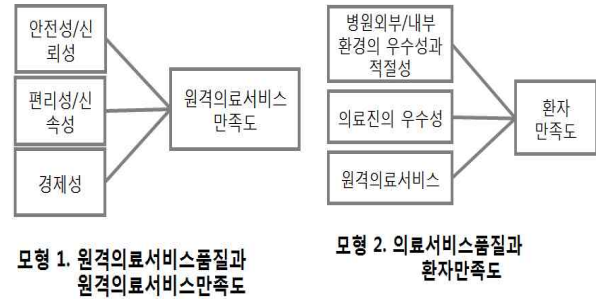 안전성/신
뢰성
편리성/신
속성
경제성
원격의료서비스
만족도
모형 1. 원격의료서비스품질과
원격의료서비스만족도
병원외부/내부
환경의 우수성과
적절성
의료진의 우수성
원격의료서비스
환자
만족도
모형 2. 의료서비스품질과
환자만족도